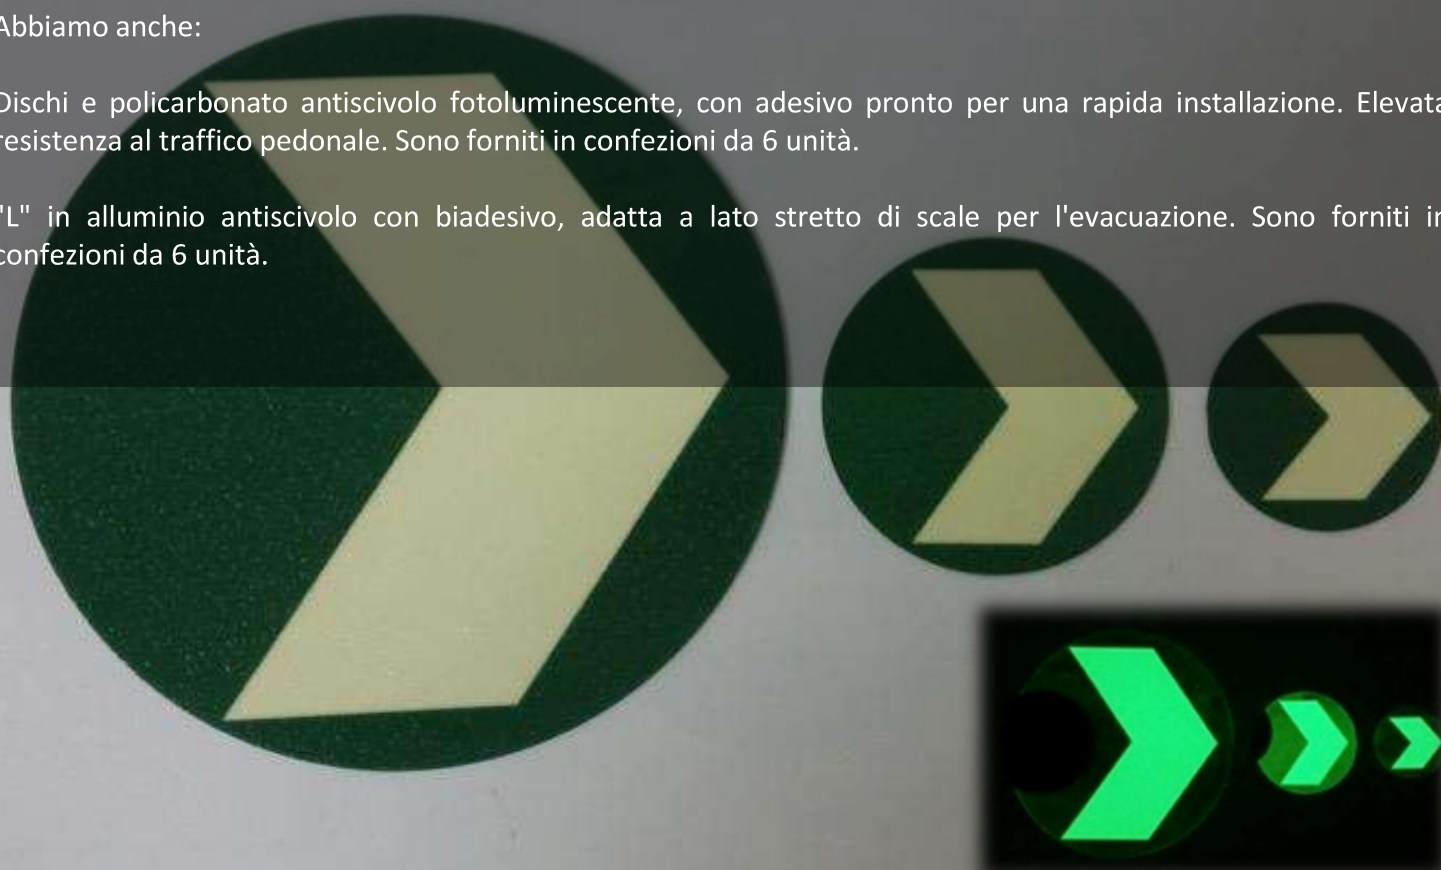 Abbiamo anche:
Dischi e policarbonato antiscivolo fotoluminescente, con adesivo pronto per una rapida installazione. Elevata
resistenza al traffico pedonale. Sono forniti in confezioni da 6 unità.
"L" in alluminio antiscivolo con biadesivo, adatta a lato stretto di scale per l'evacuazione. Sono forniti in
confezioni da 6 unità.